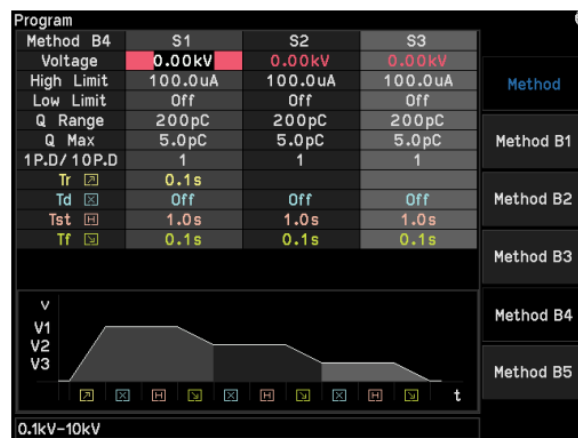 Program
Method B4 S1 S2 S3
Voltage 0.00kV 0.00kV 0.00kV
High Limit 100.0uA 100.0uA 100.0uA
Low Limit Off Off Off
Q Range 200pC 200pC 200pC
Q Max 5.0pC 5.0pC 5.0pC
1P.D/10P.D 1 1 1
Tr 0.1s
Td Off Off Off
Tst H 1.0s 1.0s 1.0s
Tf 0.1s 0.1s 0.1s
Method
Method B1
Method B2
Method B3
Method B4
Method B5
V
V1
V2
V3
X H X H X H t
0.1kV-10kV